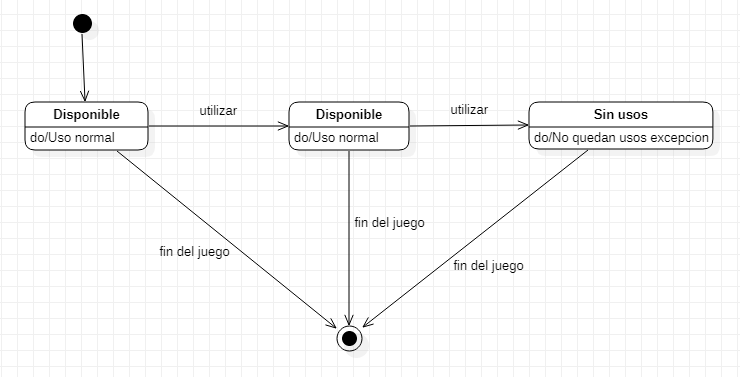 Disponible
do/Uso normal
utilizar
Disponible
do/Uso normal
utilizar
Sin usos
do/No quedan usos excepcion
fin del juego
fin del juego
fin del juego